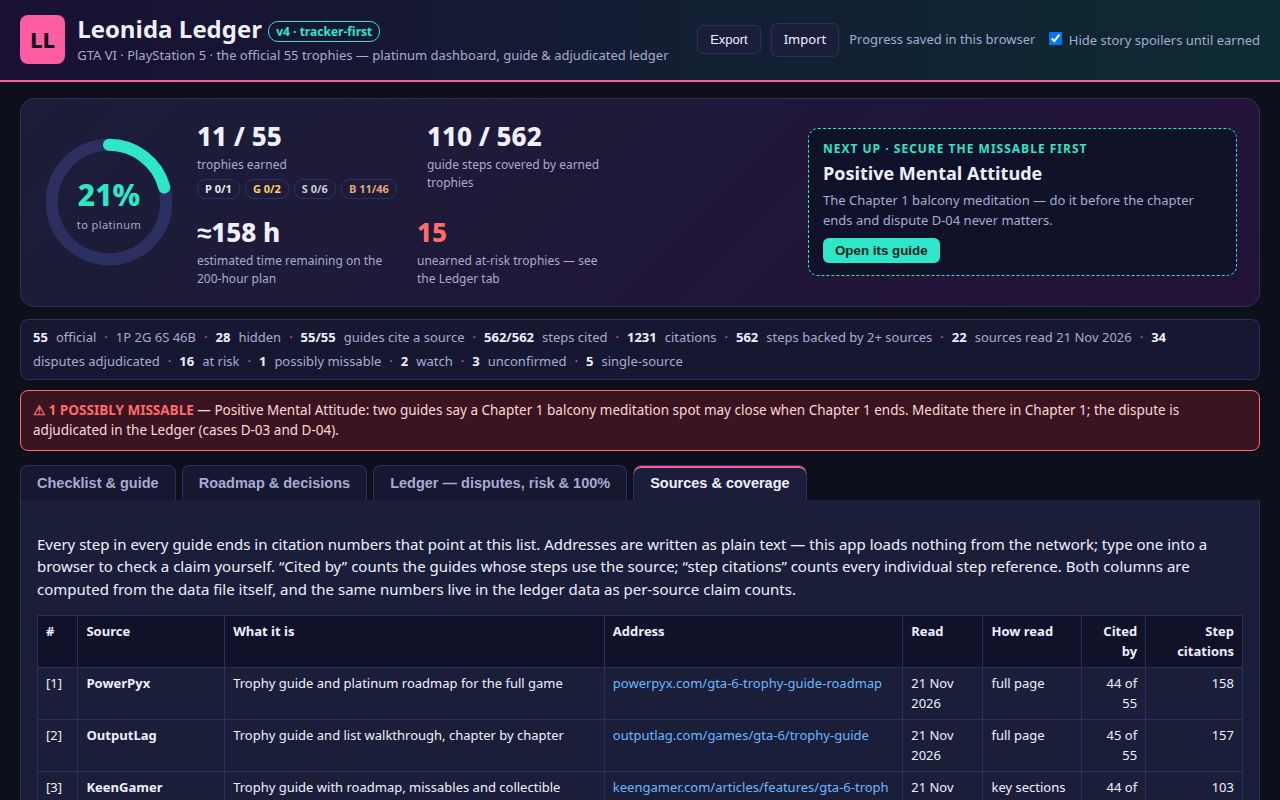 LL
Leonida Ledger
v4 · tracker-first
GTA VI · PlayStation 5 · the official 55 trophies — platinum dashboard, guide & adjudicated ledger
Export
Import
Progress saved in this browser
Hide story spoilers until earned
21%
to platinum
11 / 55
trophies earned
P 0/1
G 0/2
S 0/6
B 11/46
110 / 562
guide steps covered by earned
trophies
≈158 h
estimated time remaining on the
200-hour plan
15
unearned at-risk trophies — see
the Ledger tab
NEXT UP · SECURE THE MISSABLE FIRST
Positive Mental Attitude
The Chapter 1 balcony meditation — do it before the chapter
ends and dispute D-04 never matters.
Open its guide
55 official · 1P 2G 6S 46B · 28 hidden · 55/55 guides cite a source · 562/562 steps cited · 1231 citations · 562 steps backed by 2+ sources · 22 sources read 21 Nov 2026 · 34
disputes adjudicated · 16 at risk · 1 possibly missable · 2 watch · 3 unconfirmed · 5 single-source
⚠ 1 POSSIBLY MISSABLE — Positive Mental Attitude: two guides say a Chapter 1 balcony meditation spot may close when Chapter 1 ends. Meditate there in Chapter 1; the dispute is
adjudicated in the Ledger (cases D-03 and D-04).
Checklist & guide
Roadmap & decisions
Ledger — disputes, risk & 100%
Sources & coverage
Every step in every guide ends in citation numbers that point at this list. Addresses are written as plain text — this app loads nothing from the network; type one into a
browser to check a claim yourself. “Cited by” counts the guides whose steps use the source; “step citations” counts every individual step reference. Both columns are
computed from the data file itself, and the same numbers live in the ledger data as per-source claim counts.
# Source What it is Address Read How read Cited Step
by citations
[1] PowerPyx Trophy guide and platinum roadmap for the full game powerpyx.com/gta-6-trophy-guide-roadmap 21 Nov full page 44 of 158
2026 55
[2] OutputLag Trophy guide and list walkthrough, chapter by chapter outputlag.com/games/gta-6/trophy-guide 21 Nov full page 45 of 157
2026 55
[3] KeenGamer Trophy guide with roadmap, missables and collectible keengamer.com/articles/features/gta-6-troph 21 Nov key sections 44 of 103